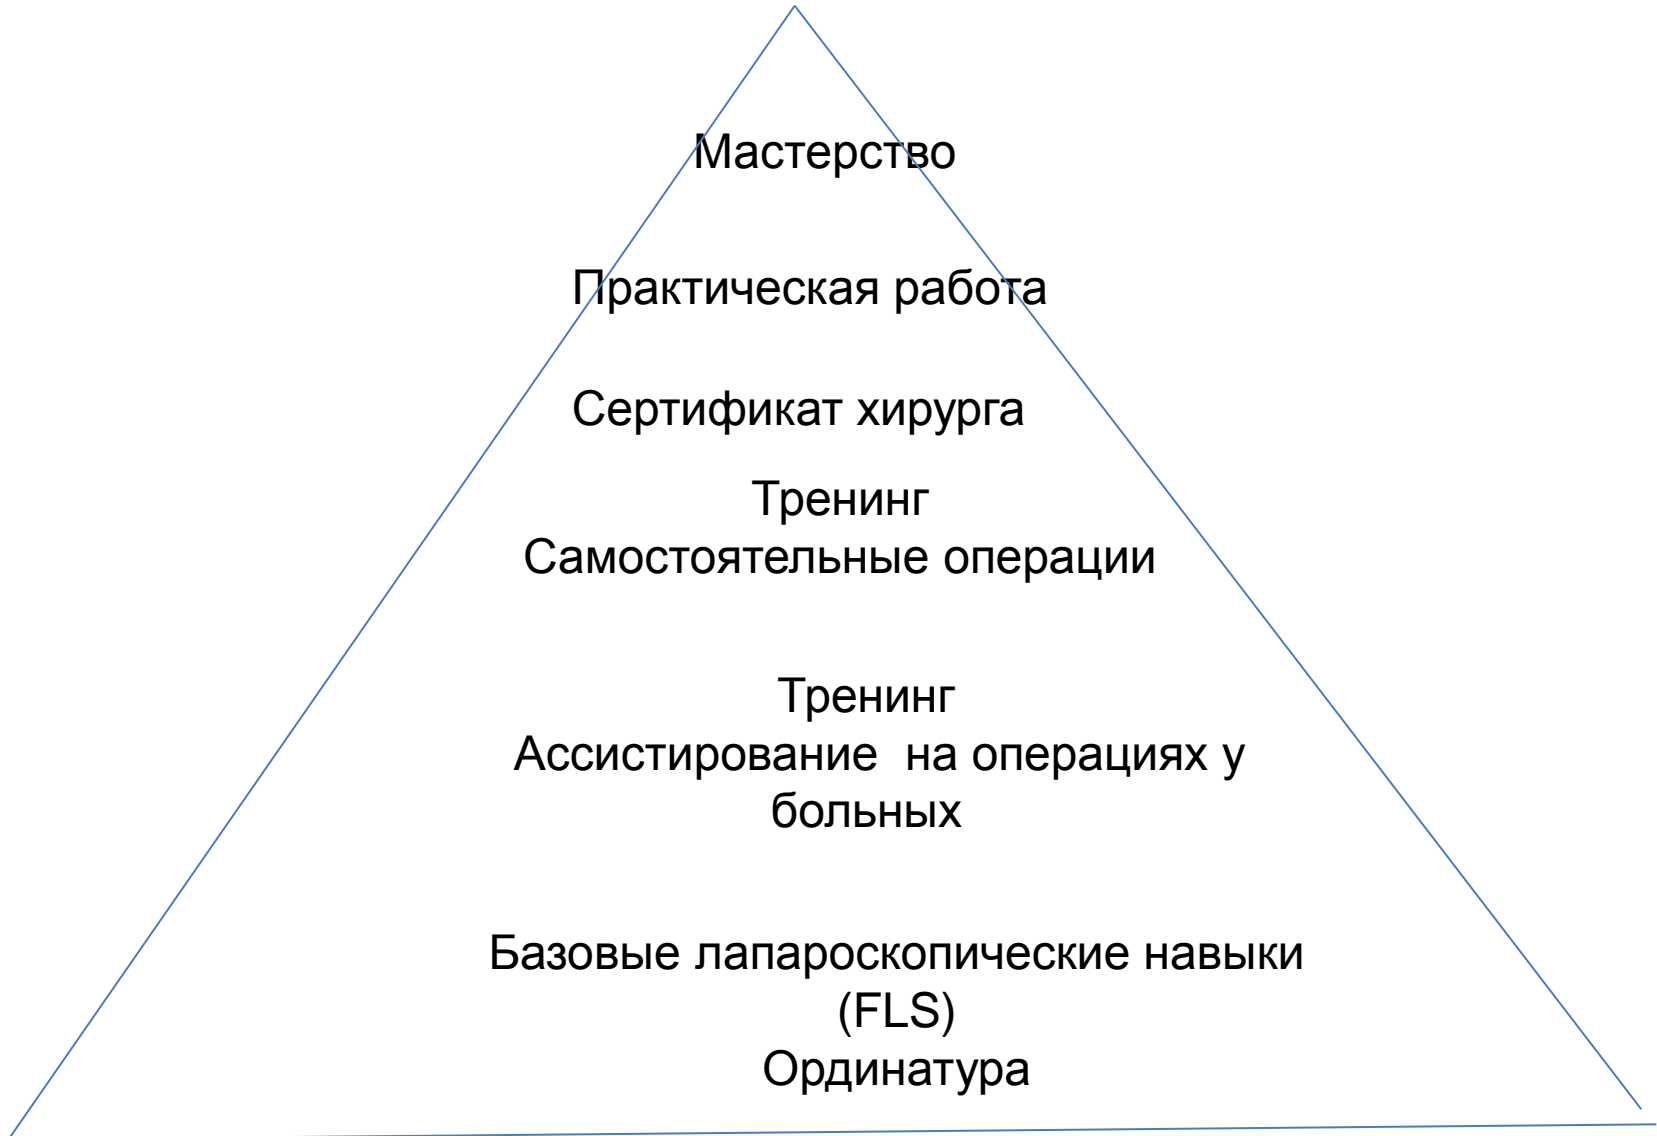 Мастерство
Практическая работа
Сертификат хирурга
Тренинг
Самостоятельные операции
Тренинг
Ассистирование  на операциях у
больных
Базовые лапароскопические навыки
(FLS)
Ординатура